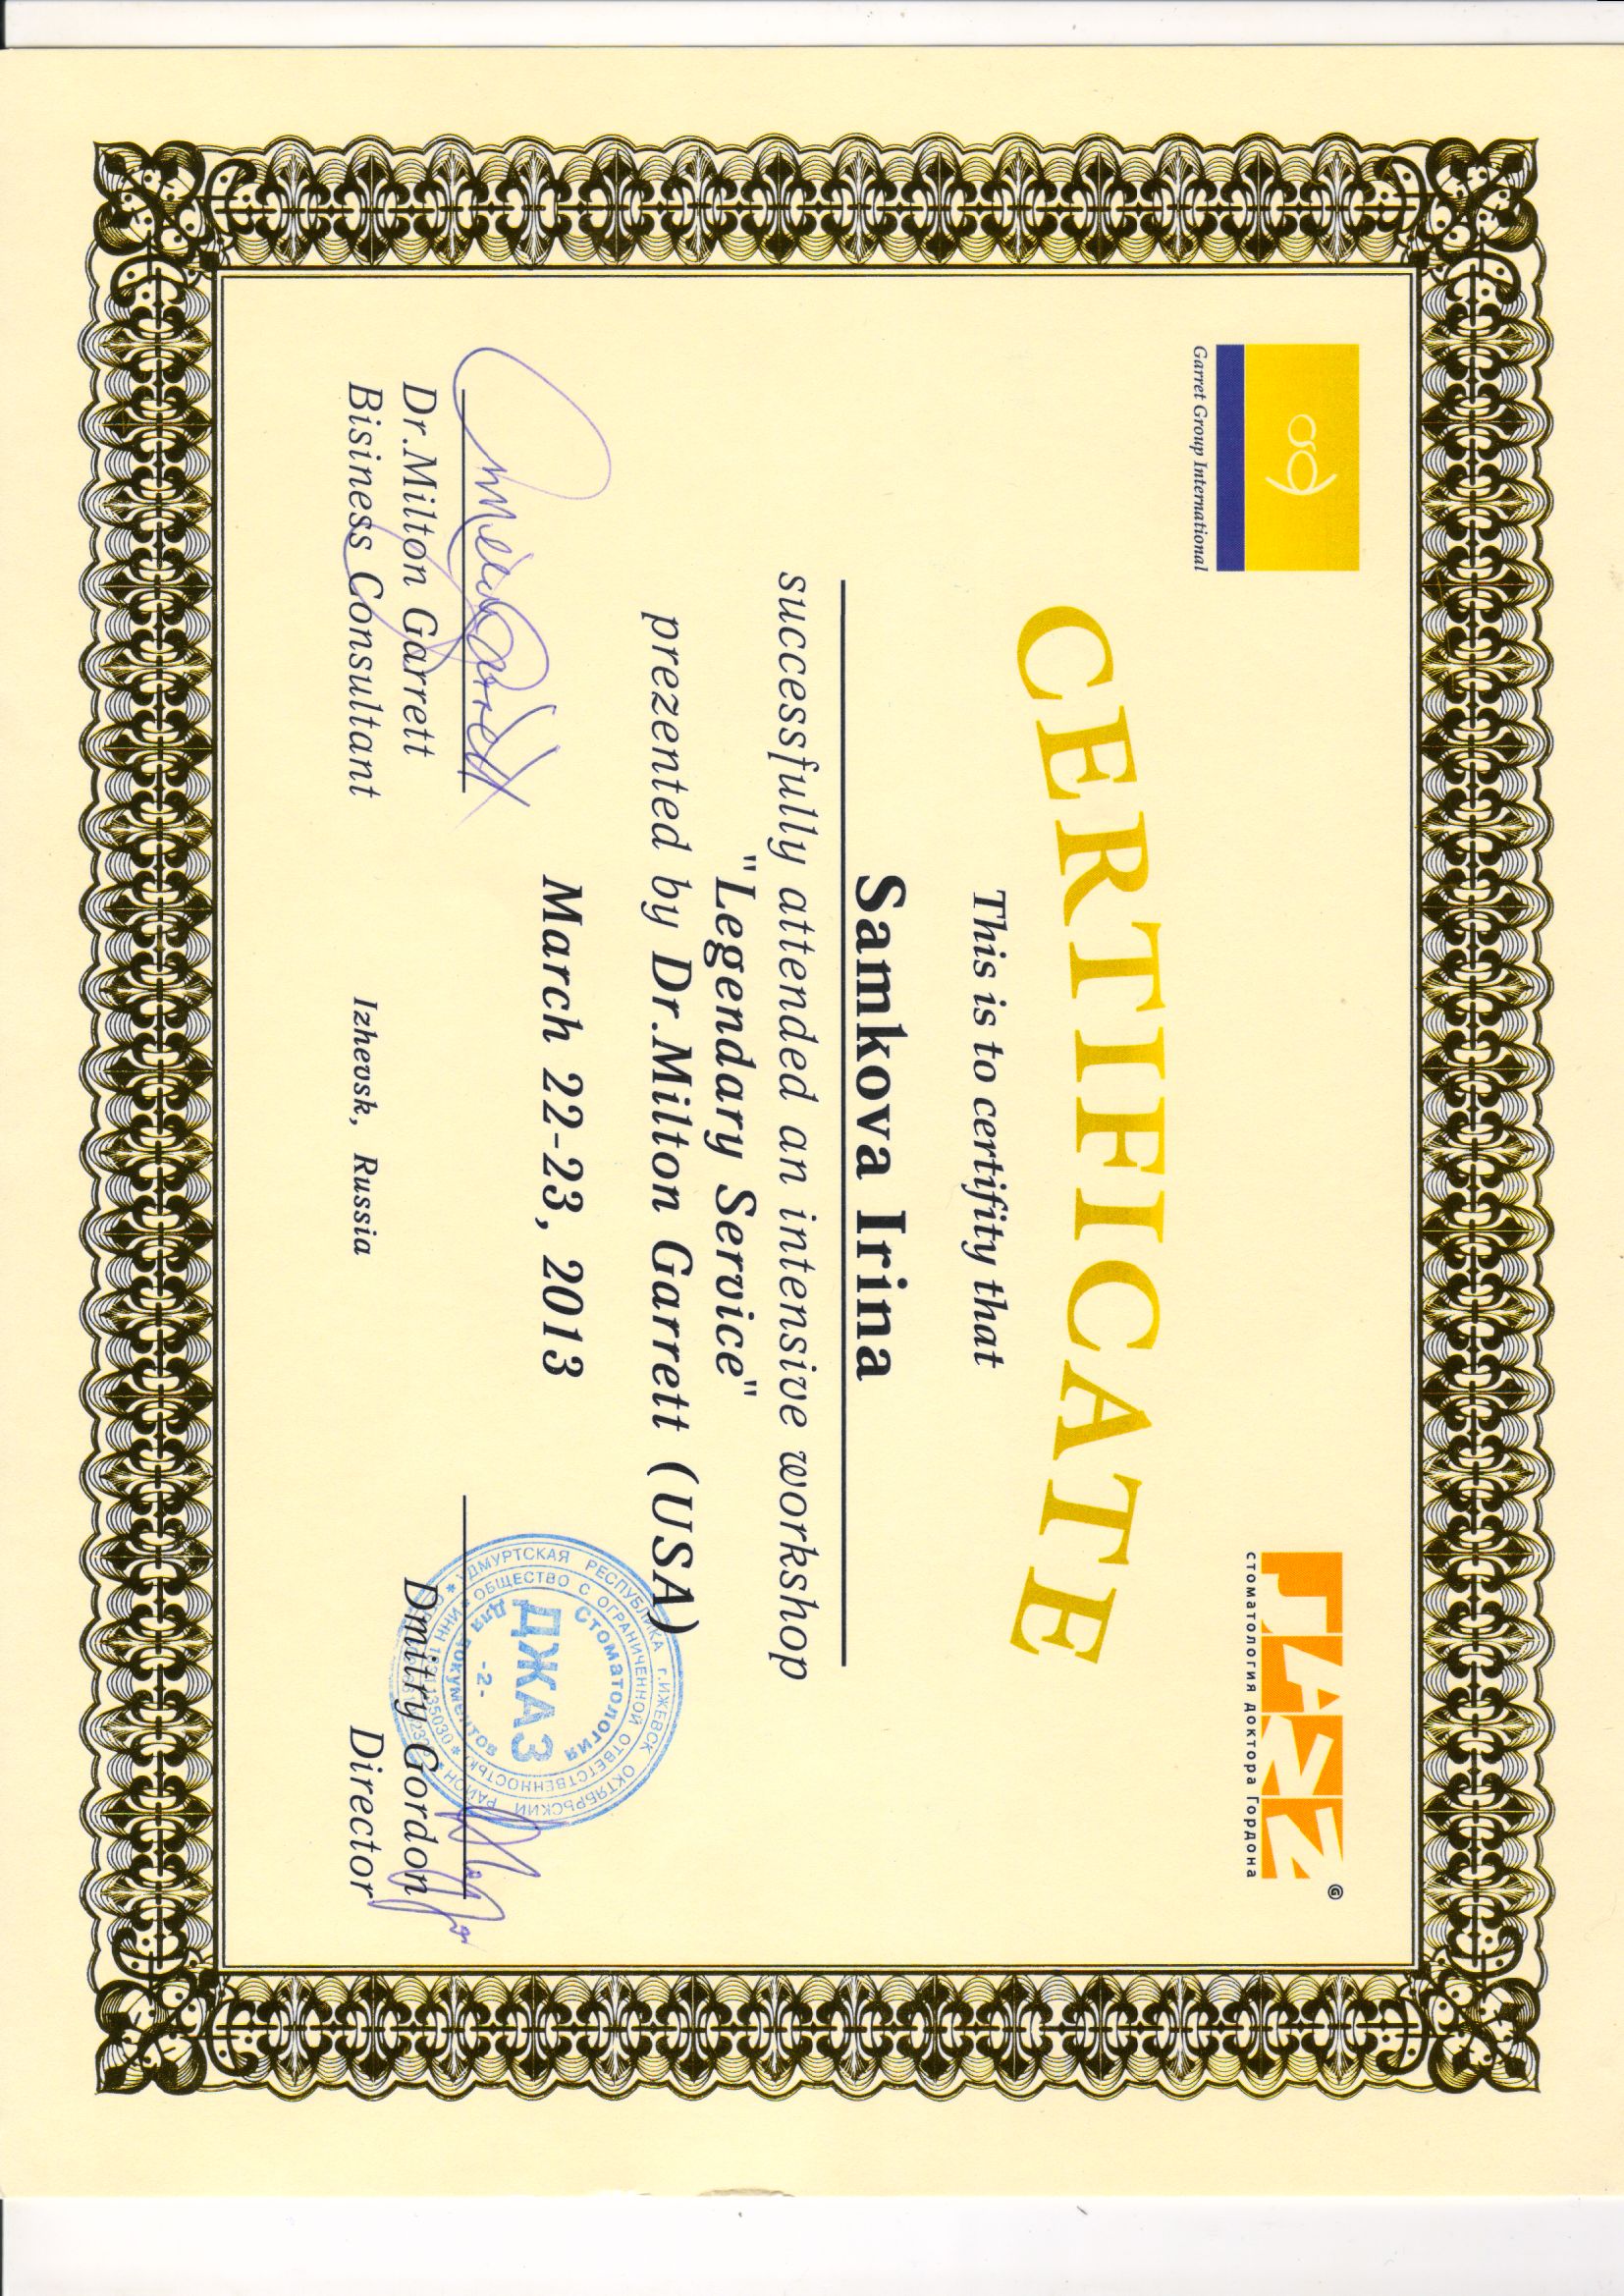 Garret Group International
JAZZ
G
стоматология доктора Гордона
CERTIFICATE
This is to certifity that
Samkova Irina
successfully attended an intensive workshop
"Legendary Service"
prezented by Dr.Milton Garrett (USA)
March 22-23, 2013
Dr.Milton Garrett
Bisiness Consultant
Izhevsk, Russia
Dmitry Gordon
Director
УДМУРТСКАЯ РЕСПУБЛИКА г.ИЖЕВСК ОКТЯБРЬСКИЙ РАЙОН
ОБЩЕСТВО С ОГРАНИЧЕННОЙ ОТВЕТСТВЕННОСТЬЮ
Стоматология
ДЖАЗ
-2-
Для документов